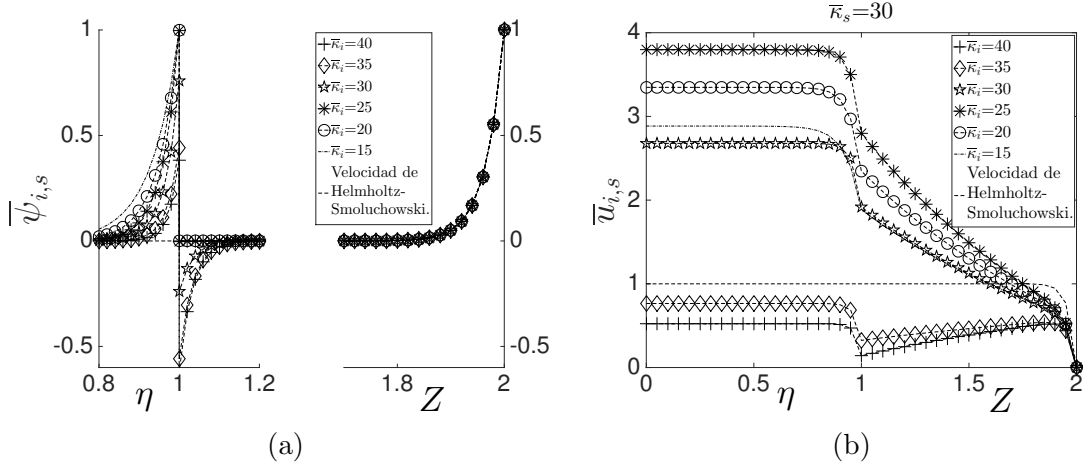 κ̄ₛ=30
1
0.5
0
-0.5
ψ̄ᵢ,ₛ
0.8
1
1.2
η
κ̄ᵢ=40
κ̄ᵢ=35
κ̄ᵢ=30
κ̄ᵢ=25
κ̄ᵢ=20
κ̄ᵢ=15
Velocidad de
Helmholtz-
Smoluchowski.
1
0.5
0
-0.5
1.8
2
Z
(a)
4
3
2
1
0
ūᵢ,ₛ
κ̄ᵢ=40
κ̄ᵢ=35
κ̄ᵢ=30
κ̄ᵢ=25
κ̄ᵢ=20
κ̄ᵢ=15
Velocidad de
Helmholtz-
Smoluchowski.
0
0.5
1
1.5
2
η
Z
(b)